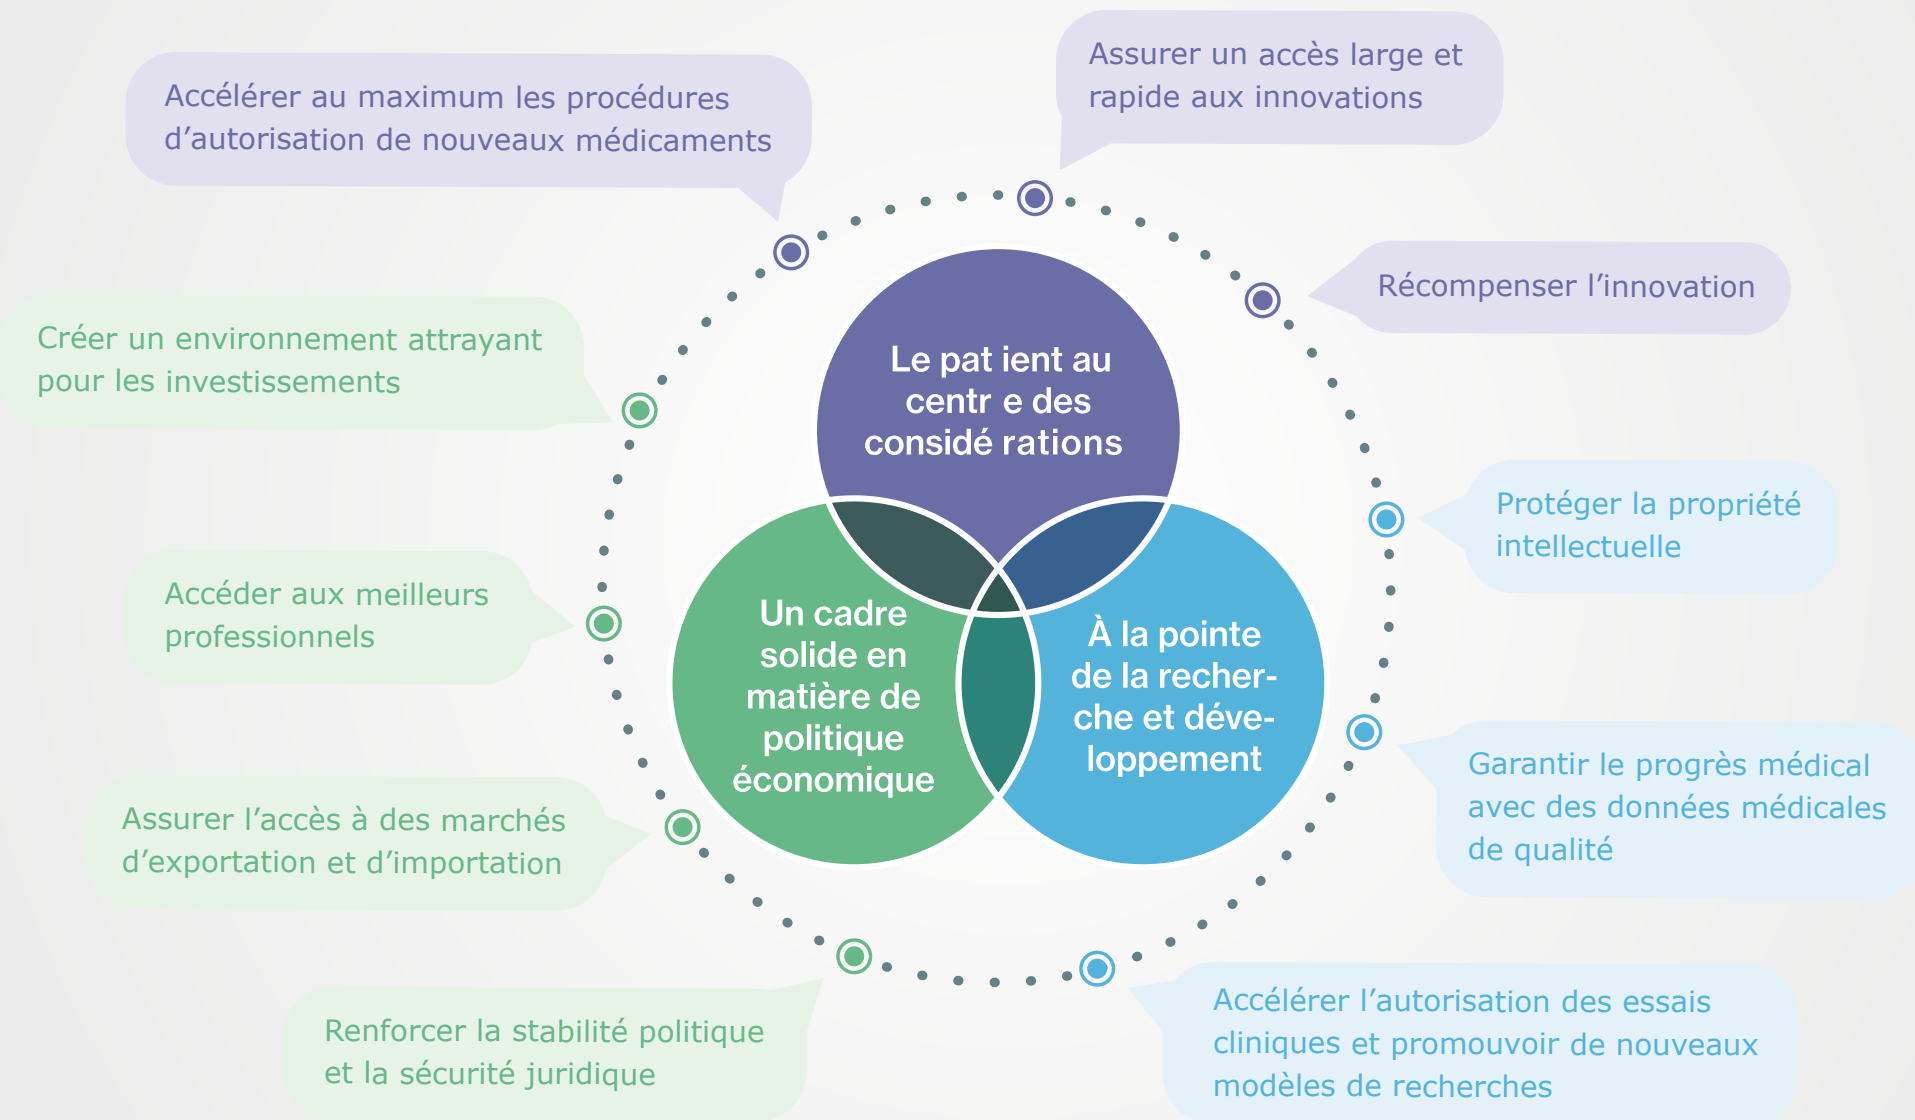 Assurer un accès large et
rapide aux innovations
Accélérer au maximum les procédures
d’autorisation de nouveaux médicaments
Récompenser l’innovation
Créer un environnement attrayant
pour les investissements
Le pat ient au
centr e des
considé rations
Protéger la propriété
intellectuelle
Accéder aux meilleurs
professionnels
Un cadre
solide en
matière de
politique
économique
À la pointe
de la recher-
che et déve-
loppement
Garantir le progrès médical
avec des données médicales
de qualité
Assurer l’accès à des marchés
d’exportation et d’importation
Accélérer l’autorisation des essais
cliniques et promouvoir de nouveaux
modèles de recherches
Renforcer la stabilité politique
et la sécurité juridique